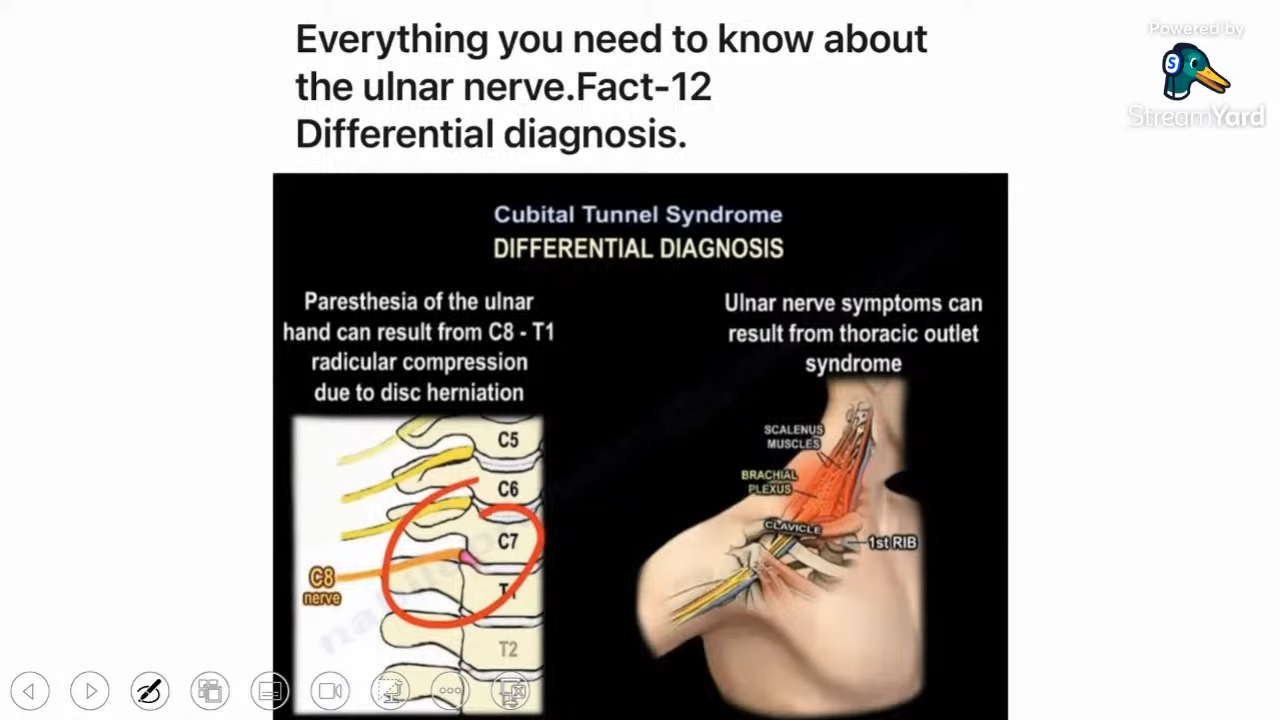 Everything you need to know about
the ulnar nerve.Fact-12
Differential diagnosis.
Powered by
S
StreamYard
Cubital Tunnel Syndrome
DIFFERENTIAL DIAGNOSIS
Paresthesia of the ulnar
hand can result from C8 - T1
radicular compression
due to disc herniation
C5
C6
C7
T1
T2
C8
nerve
Ulnar nerve symptoms can
result from thoracic outlet
syndrome
SCALENUS
MUSCLES
BRACHIAL
PLEXUS
CLAVICLE
1st RIB